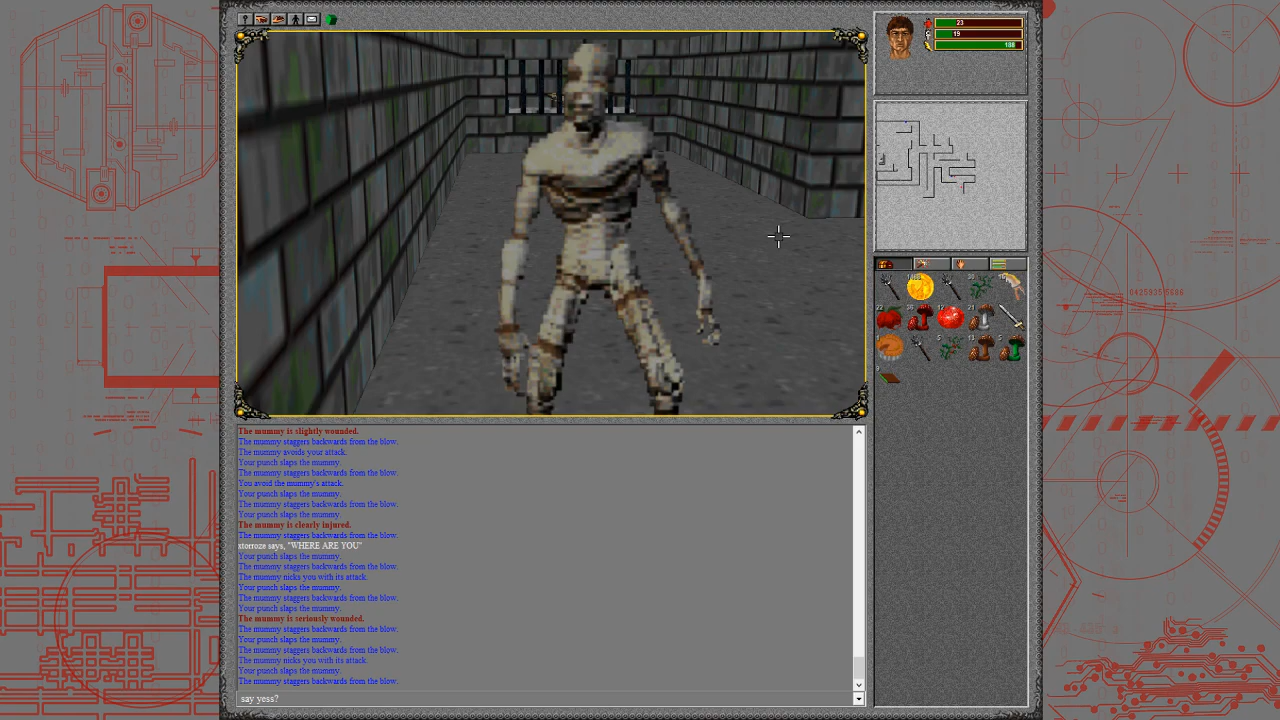 23
19
188
The mummy is slightly wounded.
The mummy staggers backwards from the blow.
The mummy avoids your attack.
Your punch slaps the mummy.
The mummy staggers backwards from the blow.
You avoid the mummy's attack.
Your punch slaps the mummy.
The mummy staggers backwards from the blow.
Your punch slaps the mummy.
The mummy is clearly injured.
The mummy staggers backwards from the blow.
xtorroze says, "WHERE ARE YOU"
Your punch slaps the mummy.
The mummy staggers backwards from the blow.
The mummy nicks you with its attack.
Your punch slaps the mummy.
The mummy staggers backwards from the blow.
Your punch slaps the mummy.
The mummy is seriously wounded.
The mummy staggers backwards from the blow.
Your punch slaps the mummy.
The mummy staggers backwards from the blow.
The mummy nicks you with its attack.
Your punch slaps the mummy.
The mummy staggers backwards from the blow.
say yess?